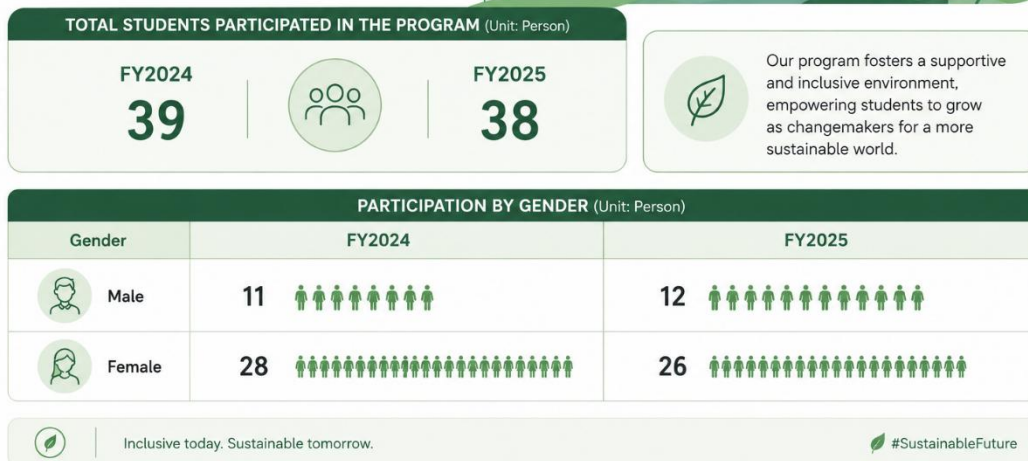 TOTAL STUDENTS PARTICIPATED IN THE PROGRAM (Unit: Person)
FY2024
39
FY2025
38
Our program fosters a supportive
and inclusive environment,
empowering students to grow
as changemakers for a more
sustainable world.
PARTICIPATION BY GENDER (Unit: Person)
Gender FY2024 FY2025
Male 11 12
Female 28 26
Inclusive today. Sustainable tomorrow. #SustainableFuture